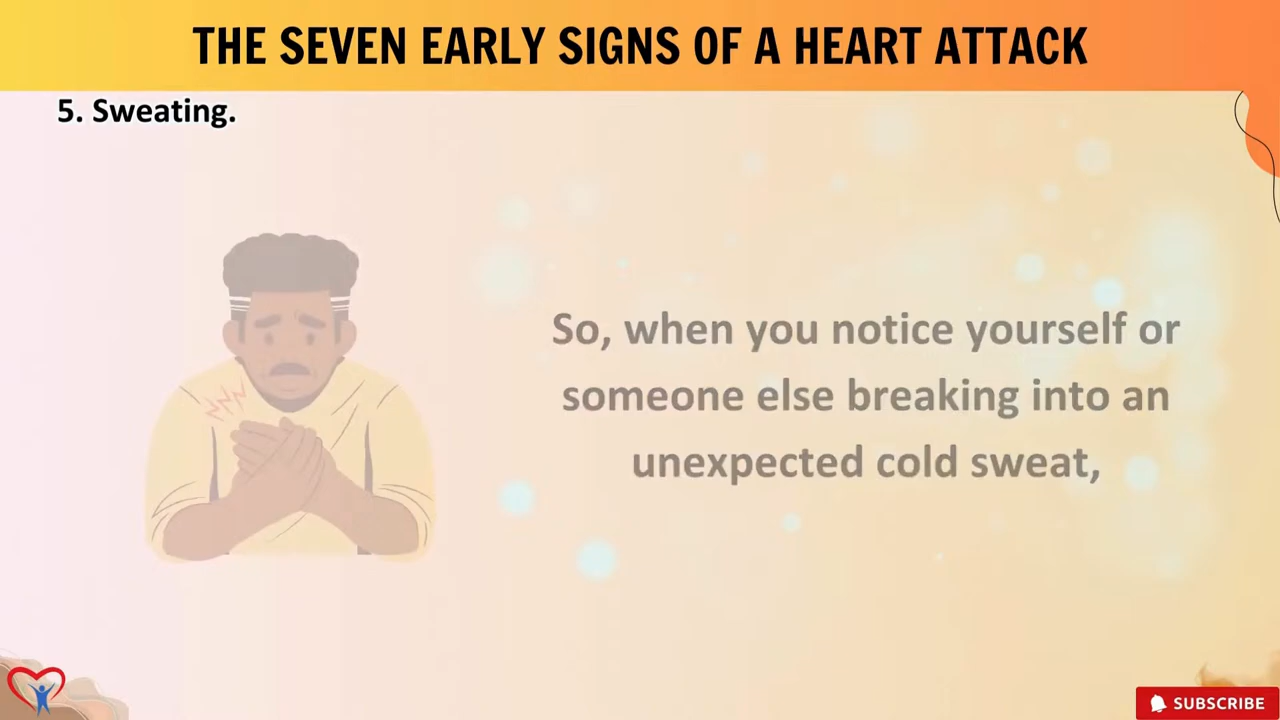 THE SEVEN EARLY SIGNS OF A HEART ATTACK
5. Sweating.
So, when you notice yourself or
someone else breaking into an
unexpected cold sweat,
SUBSCRIBE